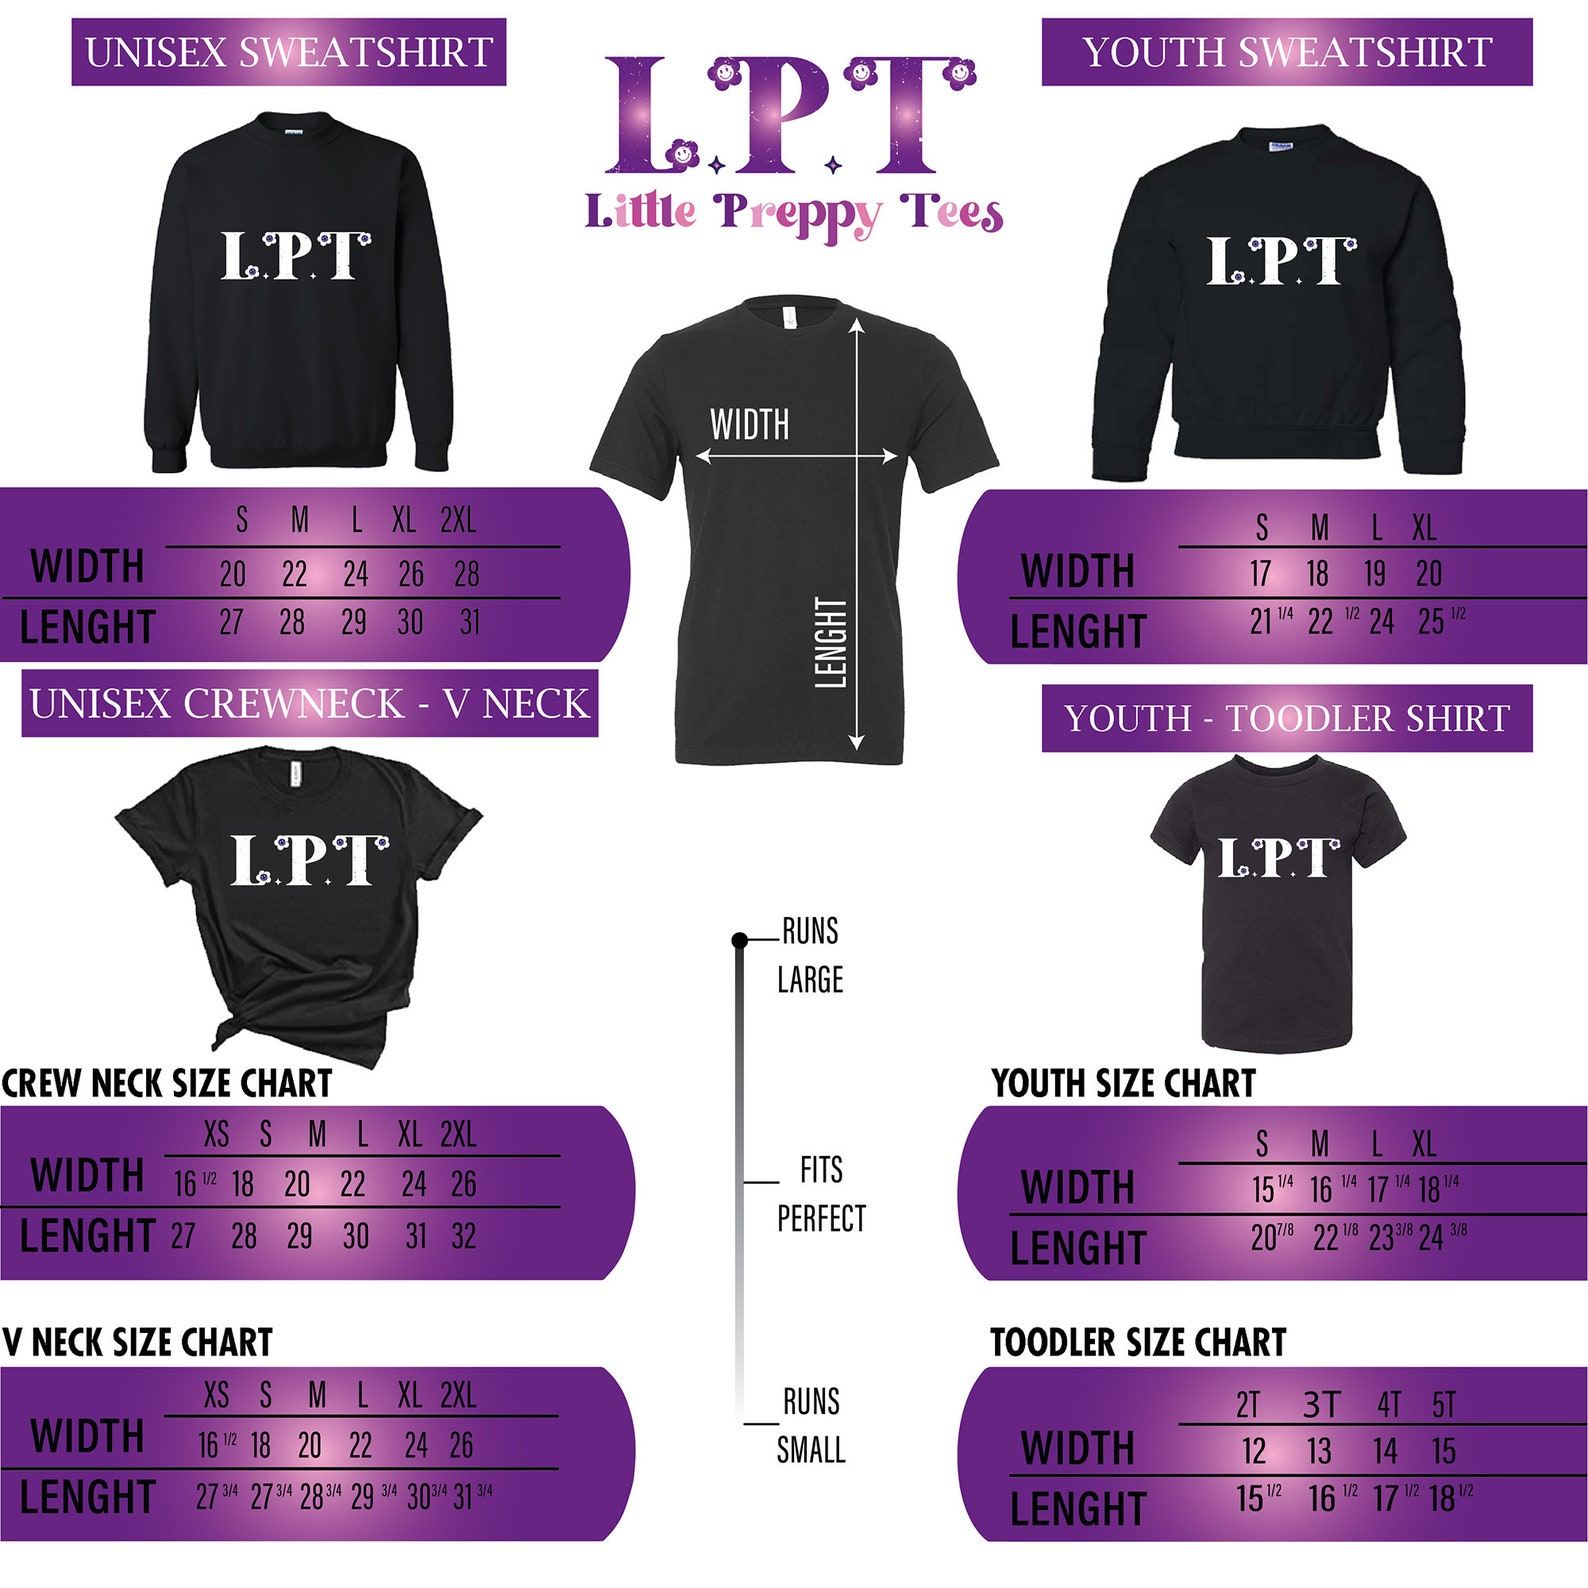 UNISEX SWEATSHIRT
L.P.T
S M L XL 2XL
WIDTH 20 22 24 26 28
LENGHT 27 28 29 30 31
L.P.T
Little Preppy Tees
WIDTH
LENGHT
YOUTH SWEATSHIRT
L.P.T
S M L XL
WIDTH 17 18 19 20
LENGHT 21 1/4 22 1/2 24 25 1/2
UNISEX CREWNECK - V NECK
L.P.T
CREW NECK SIZE CHART
XS S M L XL 2XL
WIDTH 16 1/2 18 20 22 24 26
LENGHT 27 28 29 30 31 32
V NECK SIZE CHART
XS S M L XL 2XL
WIDTH 16 1/2 18 20 22 24 26
LENGHT 27 3/4 27 3/4 28 3/4 29 3/4 30 3/4 31 3/4
RUNS
LARGE
FITS
PERFECT
RUNS
SMALL
YOUTH - TOODLER SHIRT
L.P.T
YOUTH SIZE CHART
S M L XL
WIDTH 15 1/4 16 1/4 17 1/4 18 1/4
LENGHT 20 7/8 22 1/8 23 3/8 24 3/8
TOODLER SIZE CHART
2T 3T 4T 5T
WIDTH 12 13 14 15
LENGHT 15 1/2 16 1/2 17 1/2 18 1/2